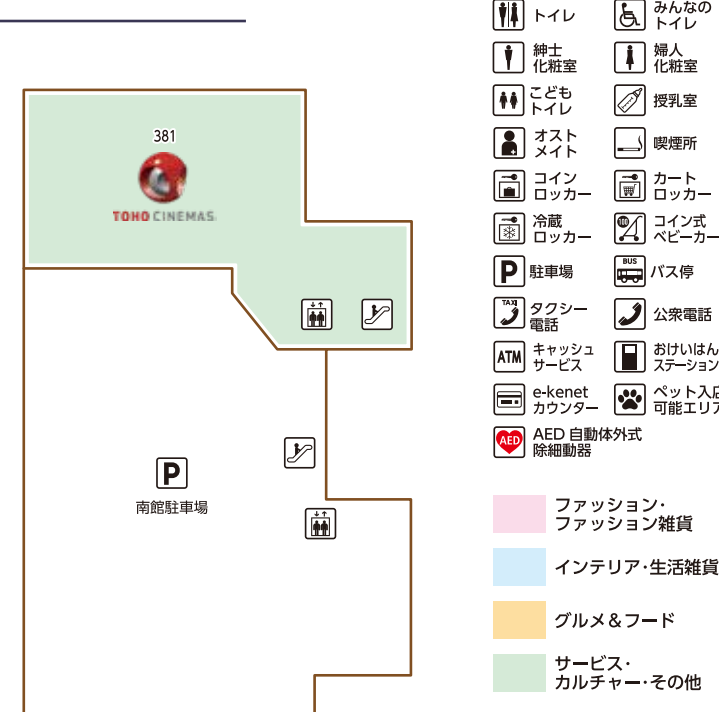 381
TOHO CINEMAS
P
南館駐車場
トイレ
みんなの
トイレ
紳士
化粧室
婦人
化粧室
こども
トイレ
授乳室
オスト
メイト
喫煙所
コイン
ロッカー
カート
ロッカー
冷蔵
ロッカー
コイン式
ベビーカー
P
駐車場
BUS
バス停
TAXI
タクシー
電話
公衆電話
ATM
キャッシュ
サービス
おけいはん
ステーション
e-kenet
カウンター
ペット入店
可能エリア
AED
AED 自動体外式
除細動器
ファッション・
ファッション雑貨
インテリア・生活雑貨
グルメ＆フード
サービス・
カルチャー・その他